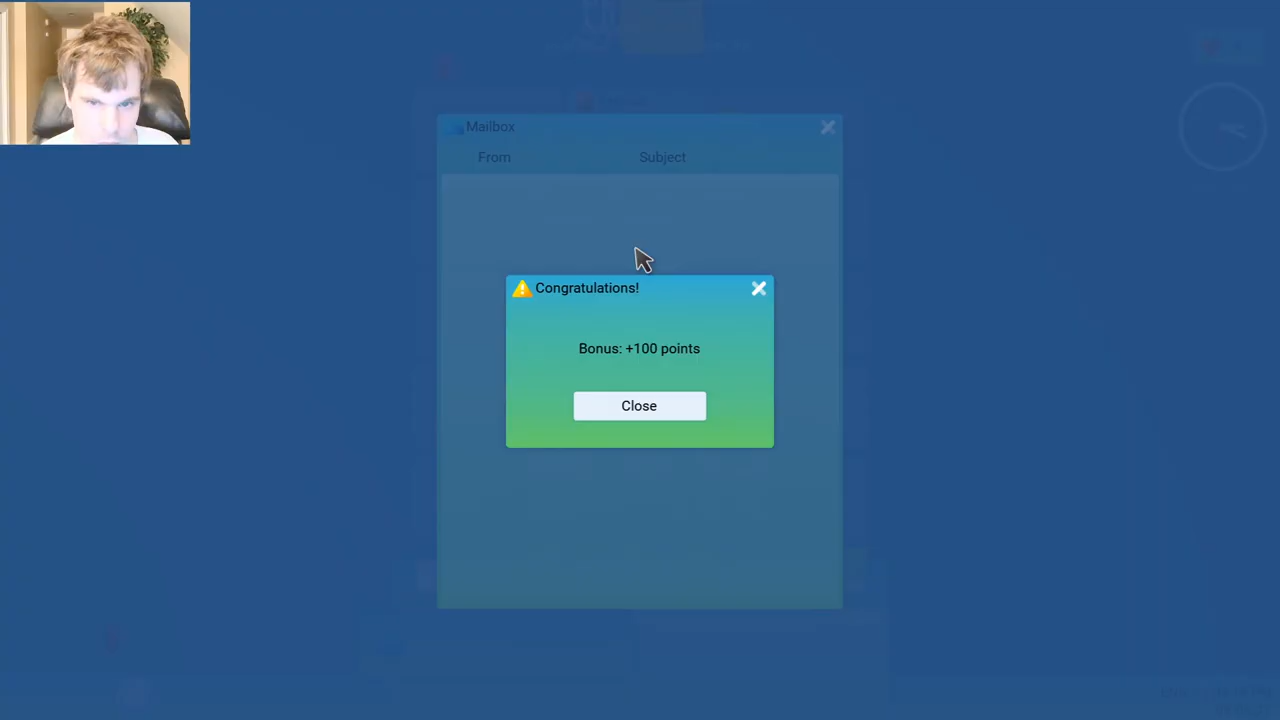 Mailbox
From Subject
Congratulations!
Bonus: +100 points
Close